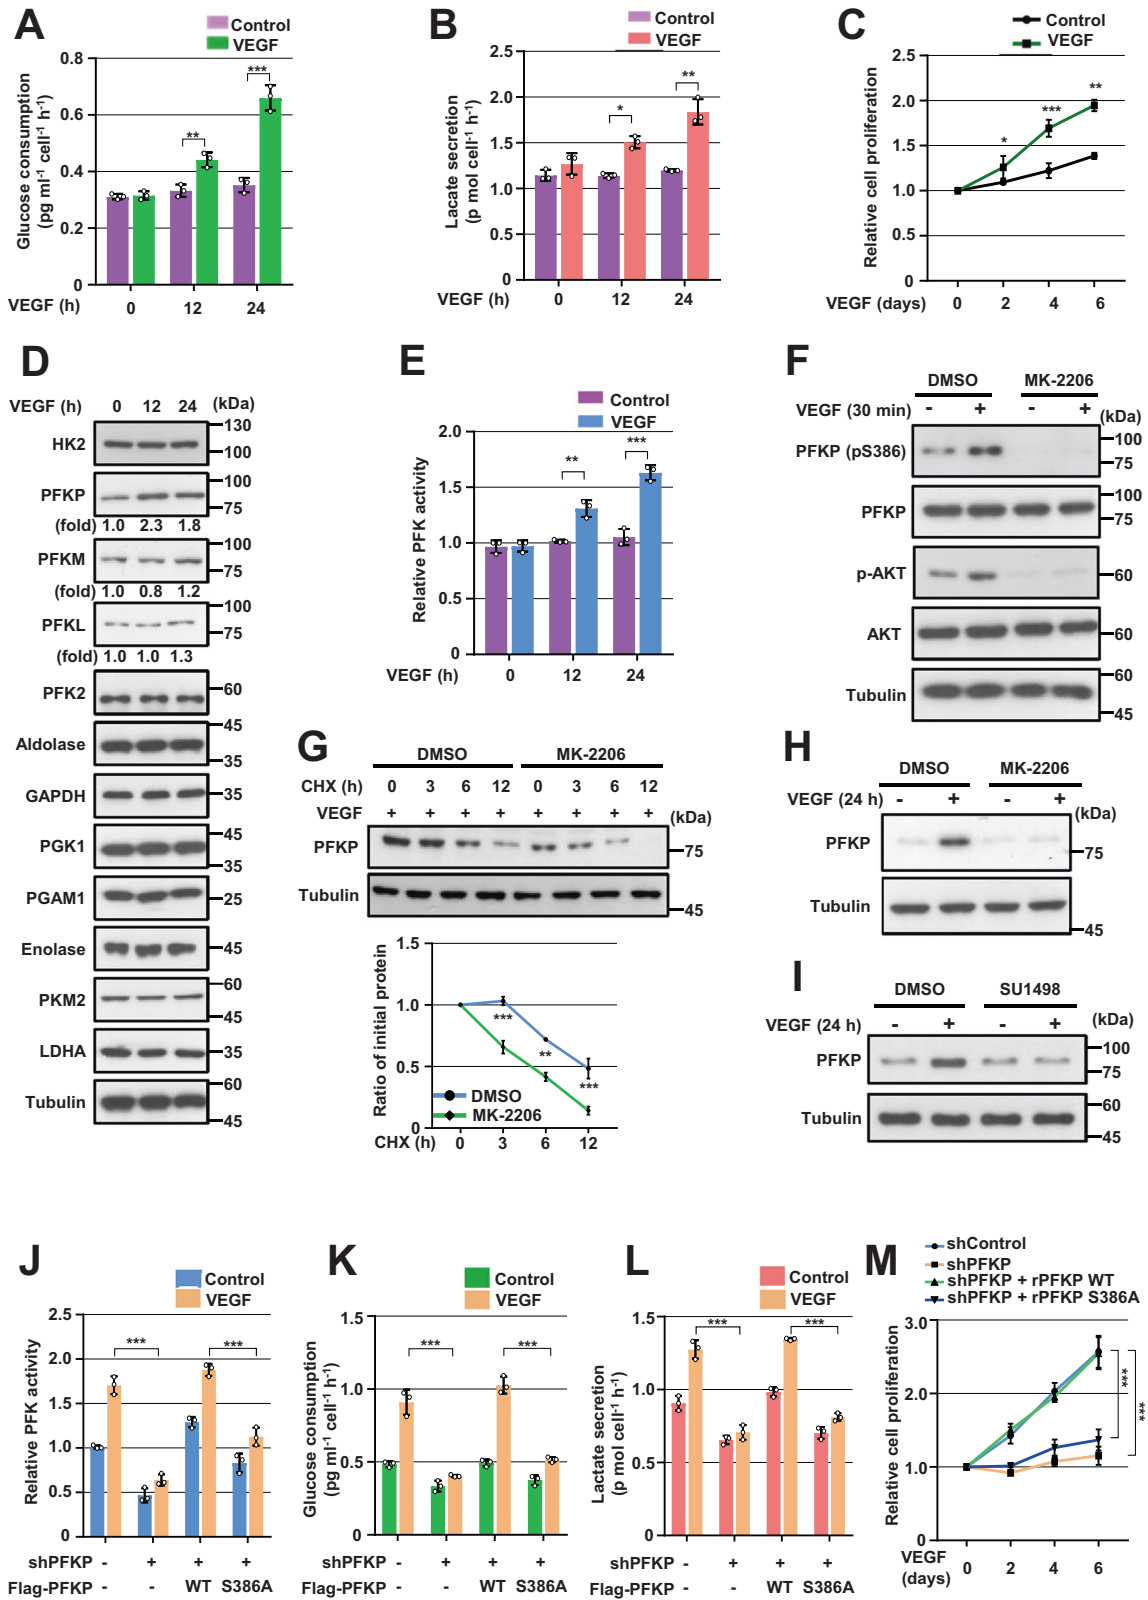 A
Control
VEGF
Glucose consumption
(pg ml-1 cell-1 h-1)
0.8
0.6
0.4
0.2
0
**
***
VEGF (h)
0
12
24
B
Control
VEGF
Lacate secretion
(p mol cell-1 h-1)
2.5
2.0
1.5
1.0
0.5
0
*
**
VEGF (h)
0
12
24
C
Control
VEGF
Relative cell proliferation
2.5
2.0
1.5
1.0
0.5
0
*
***
**
VEGF (days)
0
2
4
6
D
VEGF (h) 0 12 24 (kDa)
HK2
130
100
PFKP
100
75
(fold) 1.0 2.3 1.8
PFKM
100
75
(fold) 1.0 0.8 1.2
PFKL
100
75
(fold) 1.0 1.0 1.3
PFK2
60
Aldolase
45
35
GAPDH
35
PGK1
45
35
PGAM1
25
Enolase
45
PKM2
60
45
LDHA
35
Tubulin
60
45
E
Control
VEGF
Relative PFK activity
2.0
1.5
1.0
0.5
0
**
***
VEGF (h)
0
12
24
F
DMSO MK-2206
VEGF (30 min) - + - + (kDa)
PFKP (pS386)
100
75
PFKP
100
75
p-AKT
60
AKT
60
Tubulin
60
45
G
DMSO MK-2206
CHX (h) 0 3 6 12 0 3 6 12
VEGF + + + + + + + +
(kDa)
PFKP
75
Tubulin
45
Ratio of initial protein
1.5
1.0
0.5
0
***
**
***
DMSO
MK-2206
CHX (h) 0 3 6 12
H
DMSO MK-2206
VEGF (24 h) - + - +
(kDa)
PFKP
75
Tubulin
45
I
DMSO SU1498
VEGF (24 h) - + - + (kDa)
PFKP
100
75
Tubulin
60
45
J
Control
VEGF
Relative PFK activity
2.5
2.0
1.5
1.0
0.5
0
***
***
shPFKP - + + +
Flag-PFKP - - WT S386A
K
Control
VEGF
Glucose consumption
(pg ml-1 cell-1 h-1)
1.5
1.0
0.5
0
***
***
shPFKP - + + +
Flag-PFKP - - WT S386A
L
Control
VEGF
Lactate secretion
(p mol cell-1 h-1)
1.5
1.0
0.5
0
***
***
shPFKP - + + +
Flag-PFKP - - WT S386A
M
shControl
shPFKP
shPFKP + rPFKP WT
shPFKP + rPFKP S386A
Relative cell proliferation
3.0
2.0
1.0
0
***
***
VEGF
(days)
0
2
4
6